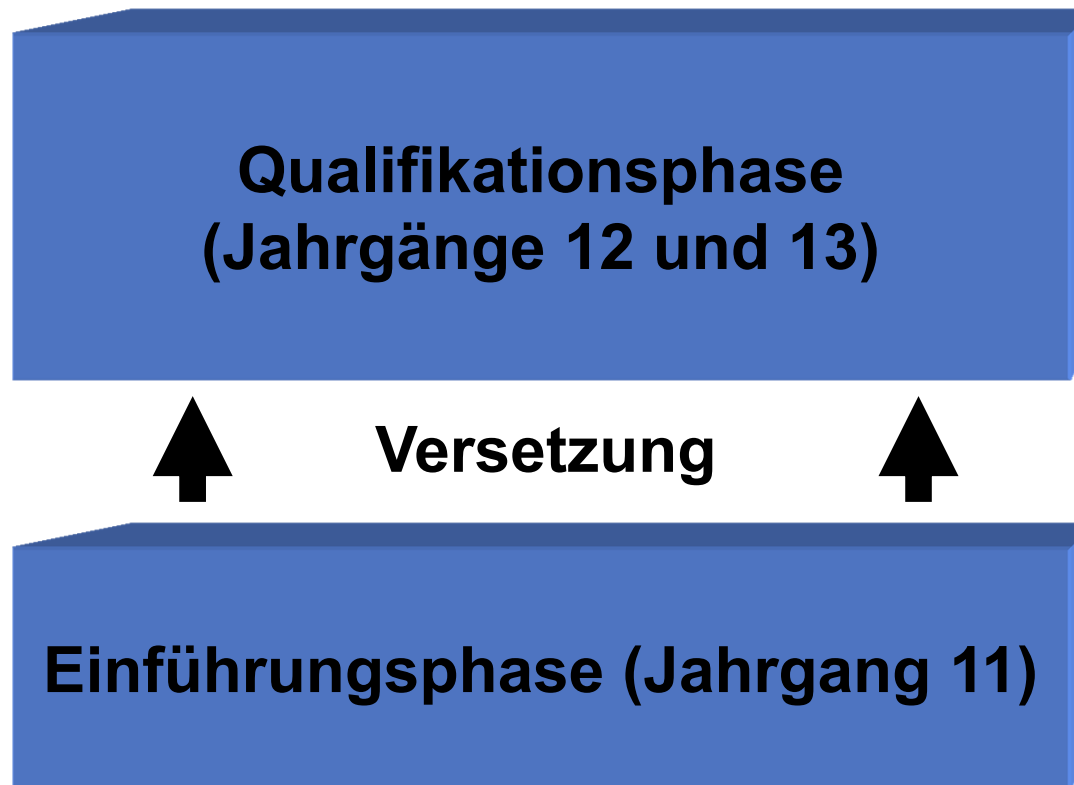 Qualifikationsphase
(Jahrgänge 12 und 13)
Versetzung
Einführungsphase (Jahrgang 11)